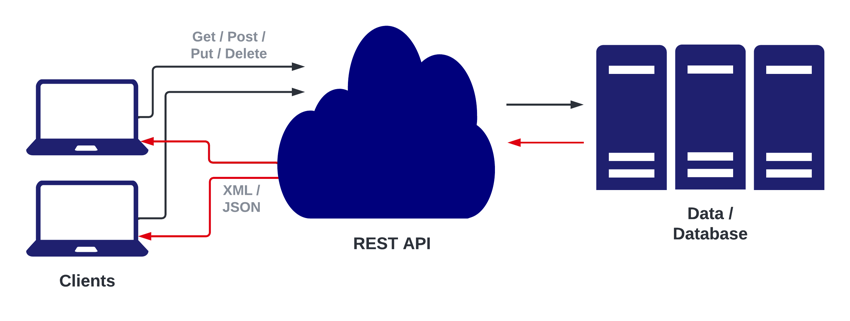 Get / Post /
Put / Delete
XML /
JSON
Clients
REST API
Data /
Database